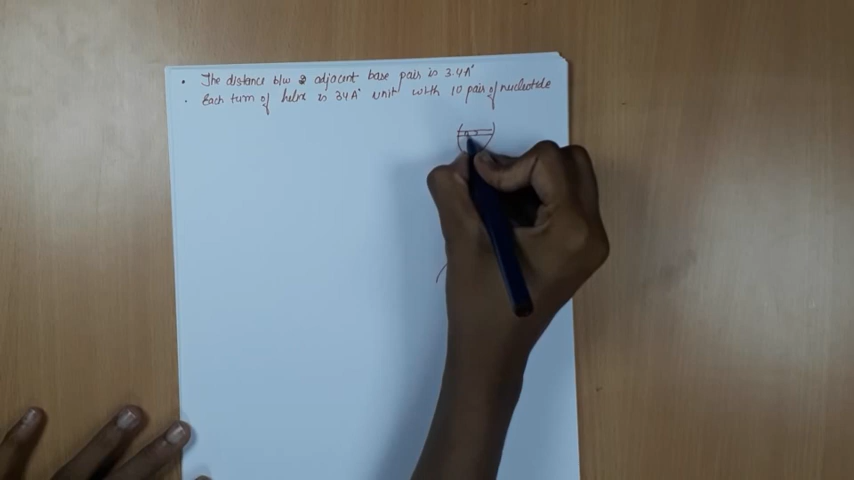 • The distance b/w 2 adjacent base pair is 3.4A°
• Each turn of helix is 34A° unit with 10 pair of nucleotide